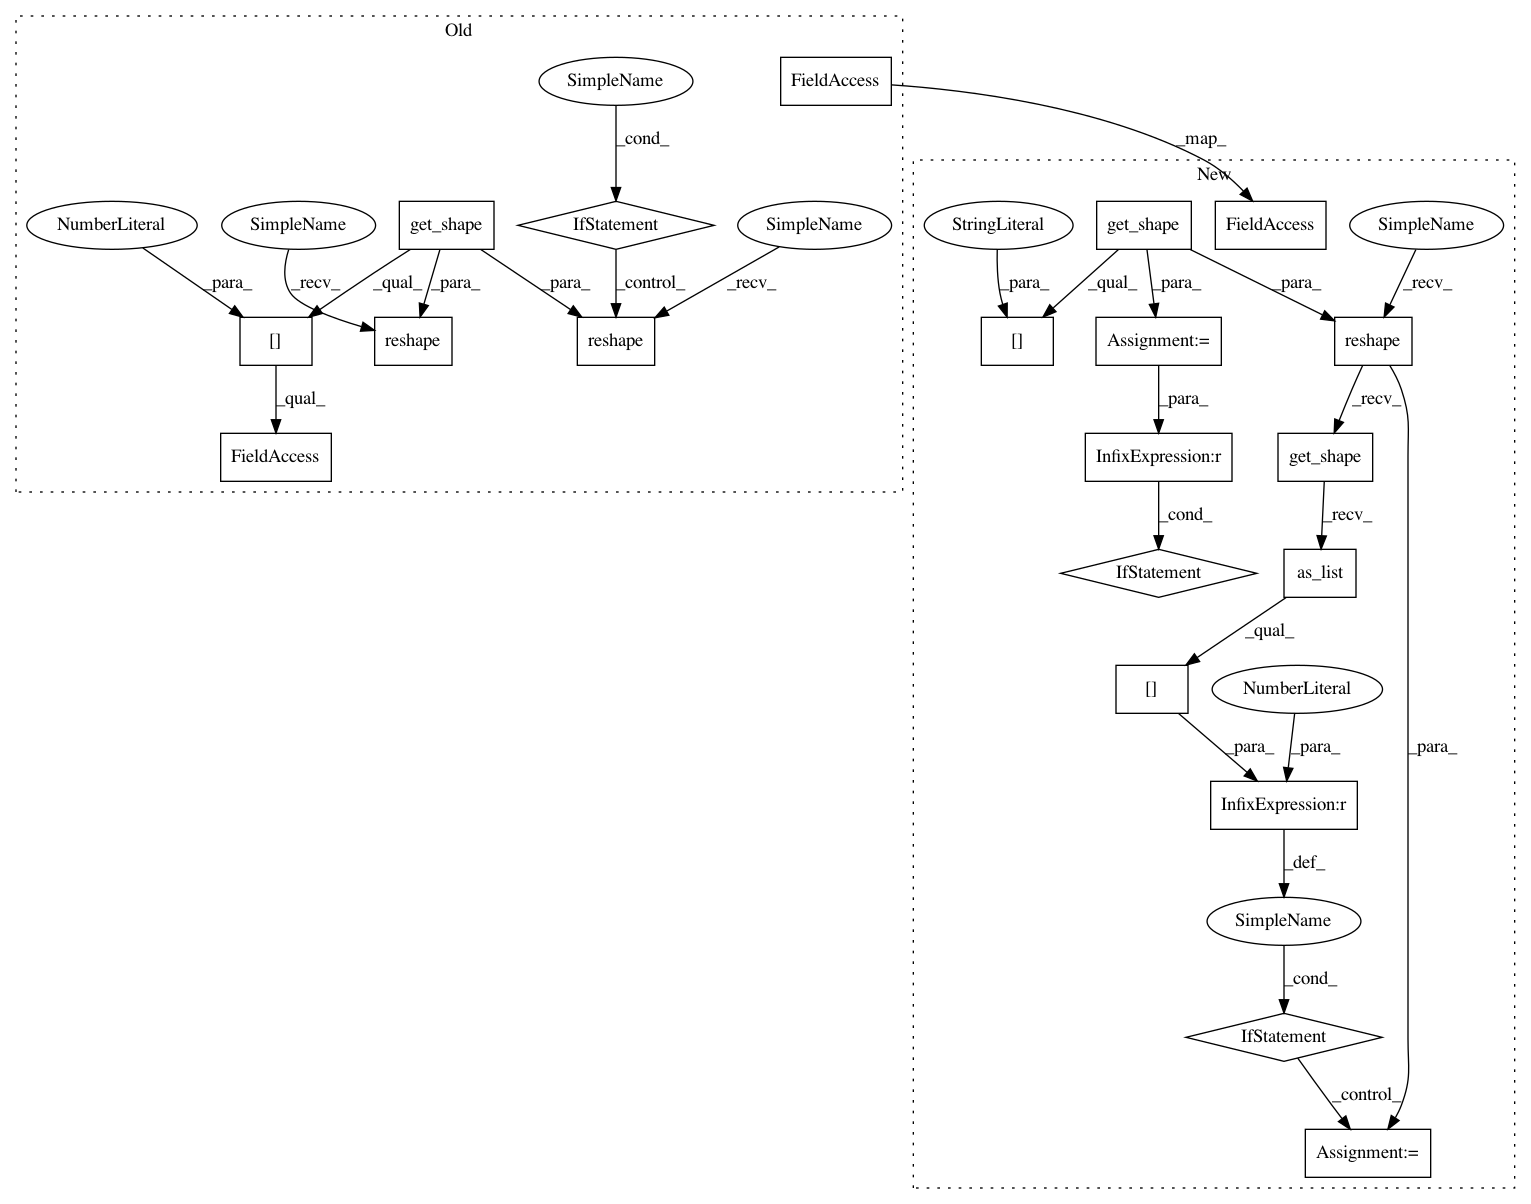 Old
SimpleName
FieldAccess
_cond_
_map_
New
NumberLiteral
SimpleName
get_shape
IfStatement
SimpleName
StringLiteral
get_shape
FieldAccess
SimpleName
_para_
_recv_
_qual_
_para_
_para_
_control_
_recv_
_para_
_qual_
_para_
_para_
_recv_
[]
reshape
reshape
[]
Assignment:=
reshape
_qual_
_para_
_recv_
FieldAccess
InfixExpression:r
get_shape
_cond_
_recv_
IfStatement
as_list
_qual_
[]
NumberLiteral
_para_
_para_
_para_
InfixExpression:r
_def_
SimpleName
_cond_
IfStatement
_control_
Assignment:=